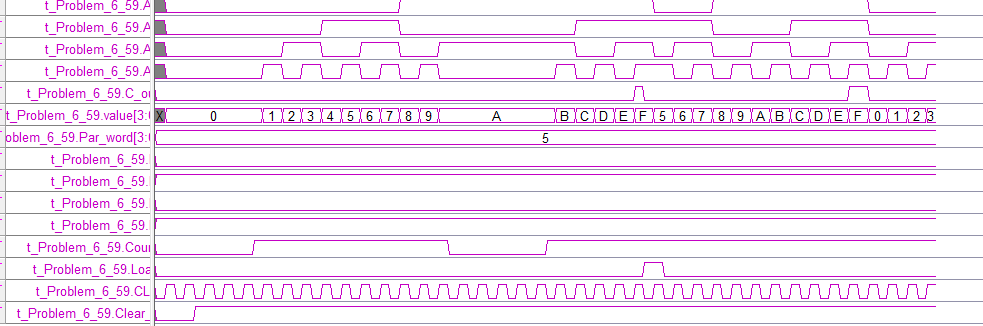 t_Problem_6_59.A
t_Problem_6_59.A
t_Problem_6_59.A
t_Problem_6_59.A
t_Problem_6_59.C_ou
t_Problem_6_59.value[3:0 X 0 1 2 3 4 5 6 7 8 9 A B C D E F 5 6 7 8 9 A B C D E F 0 1 2 3
oblem_6_59.Par_word[3:0 5
t_Problem_6_59.
t_Problem_6_59.
t_Problem_6_59.
t_Problem_6_59.
t_Problem_6_59.Cour
t_Problem_6_59.Loa
t_Problem_6_59.CL
t_Problem_6_59.Clear_